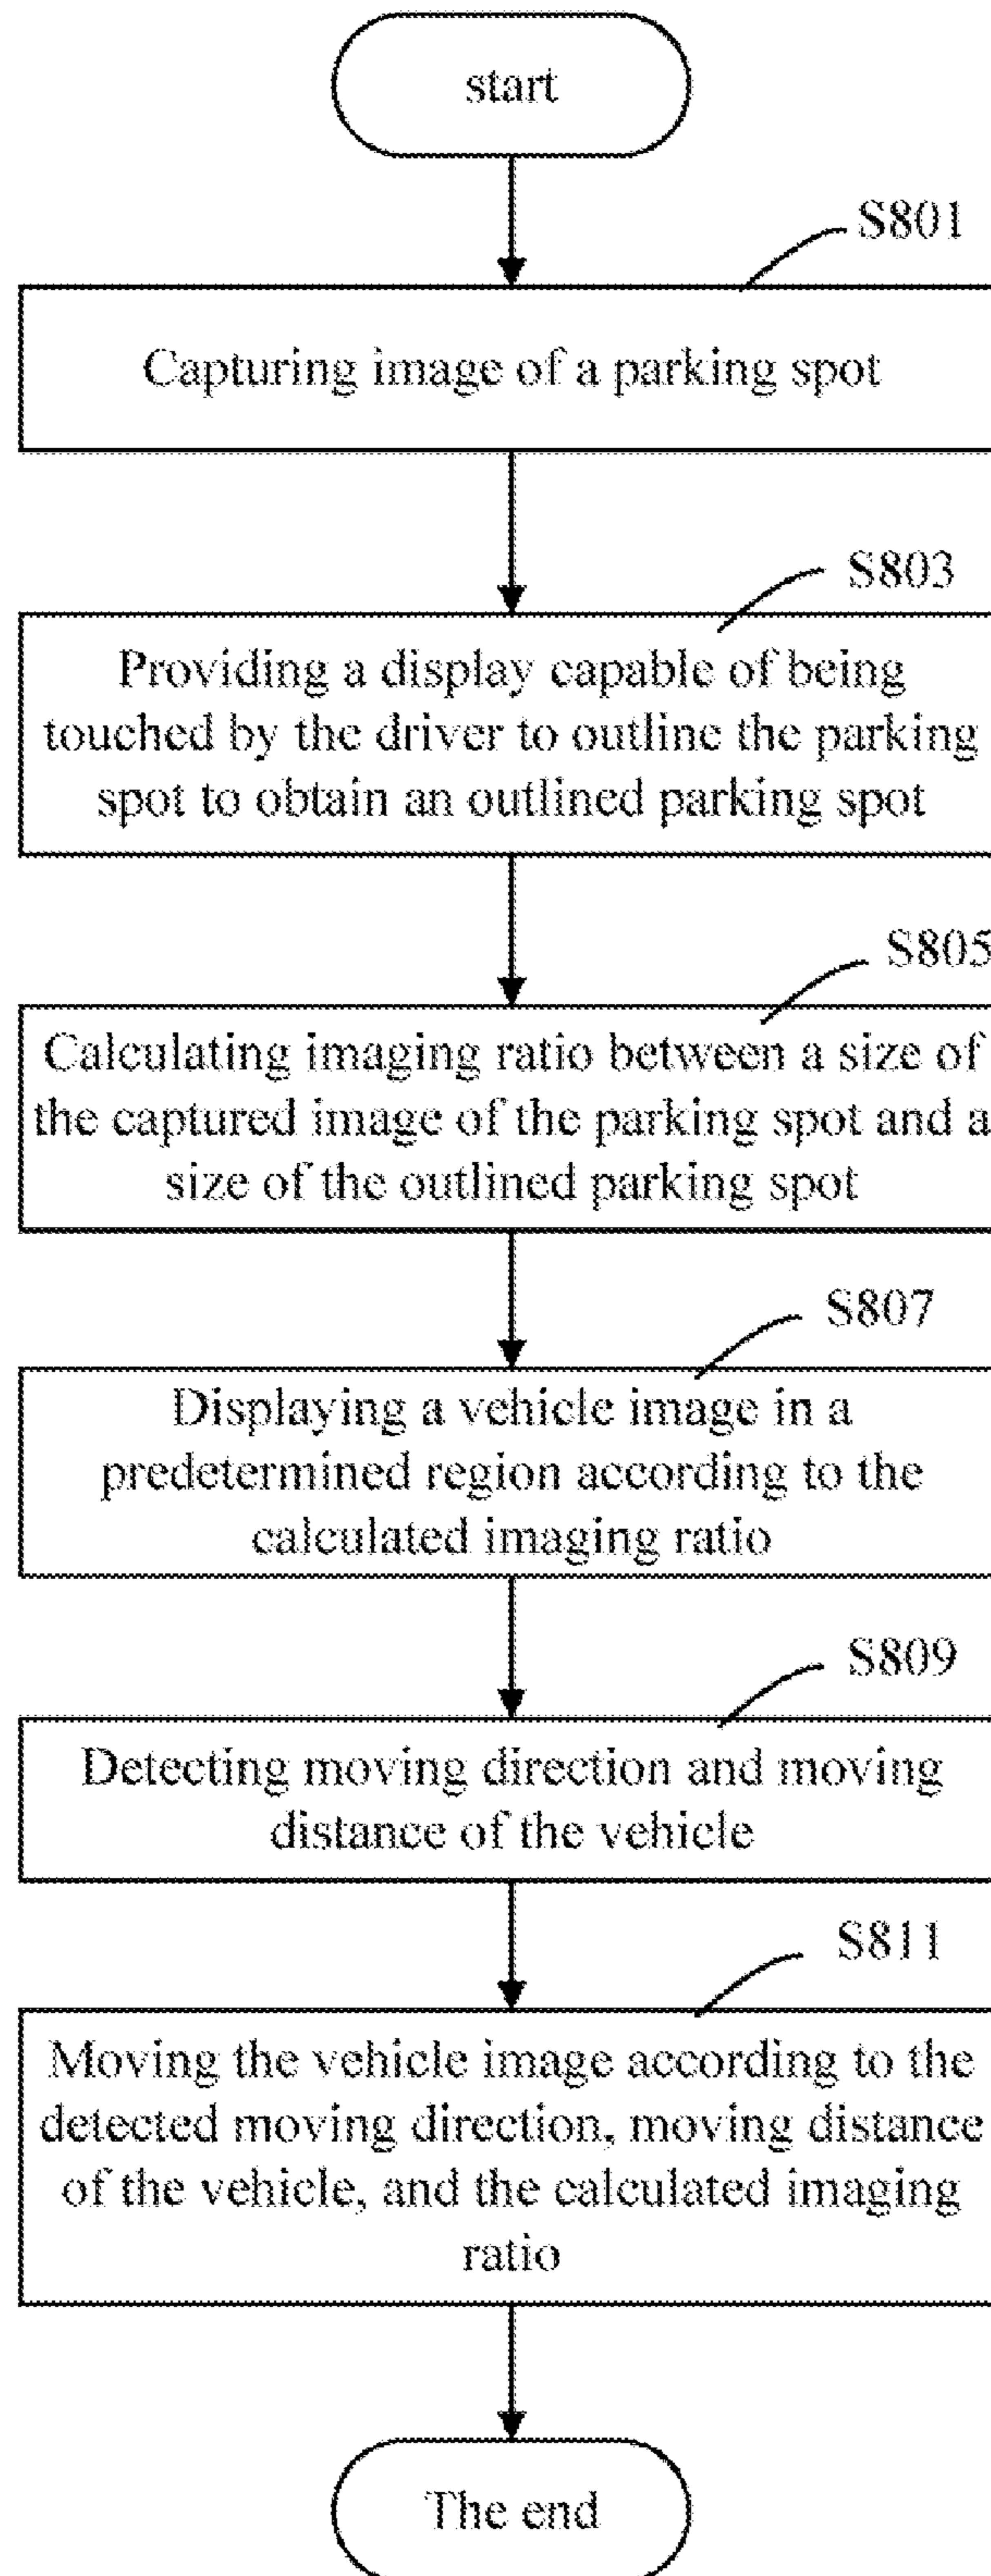 start
S801
Capturing image of a parking spot
S803
Providing a display capable of being
touched by the driver to outline the parking
spot to obtain an outlined parking spot
S805
Calculating imaging ratio between a size of
the captured image of the parking spot and a
size of the outlined parking spot
S807
Displaying a vehicle image in a
predetermined region according to the
calculated imaging ratio
S809
Detecting moving direction and moving
distance of the vehicle
S811
Moving the vehicle image according to the
detected moving direction, moving distance
of the vehicle, and the calculated imaging
ratio
The end